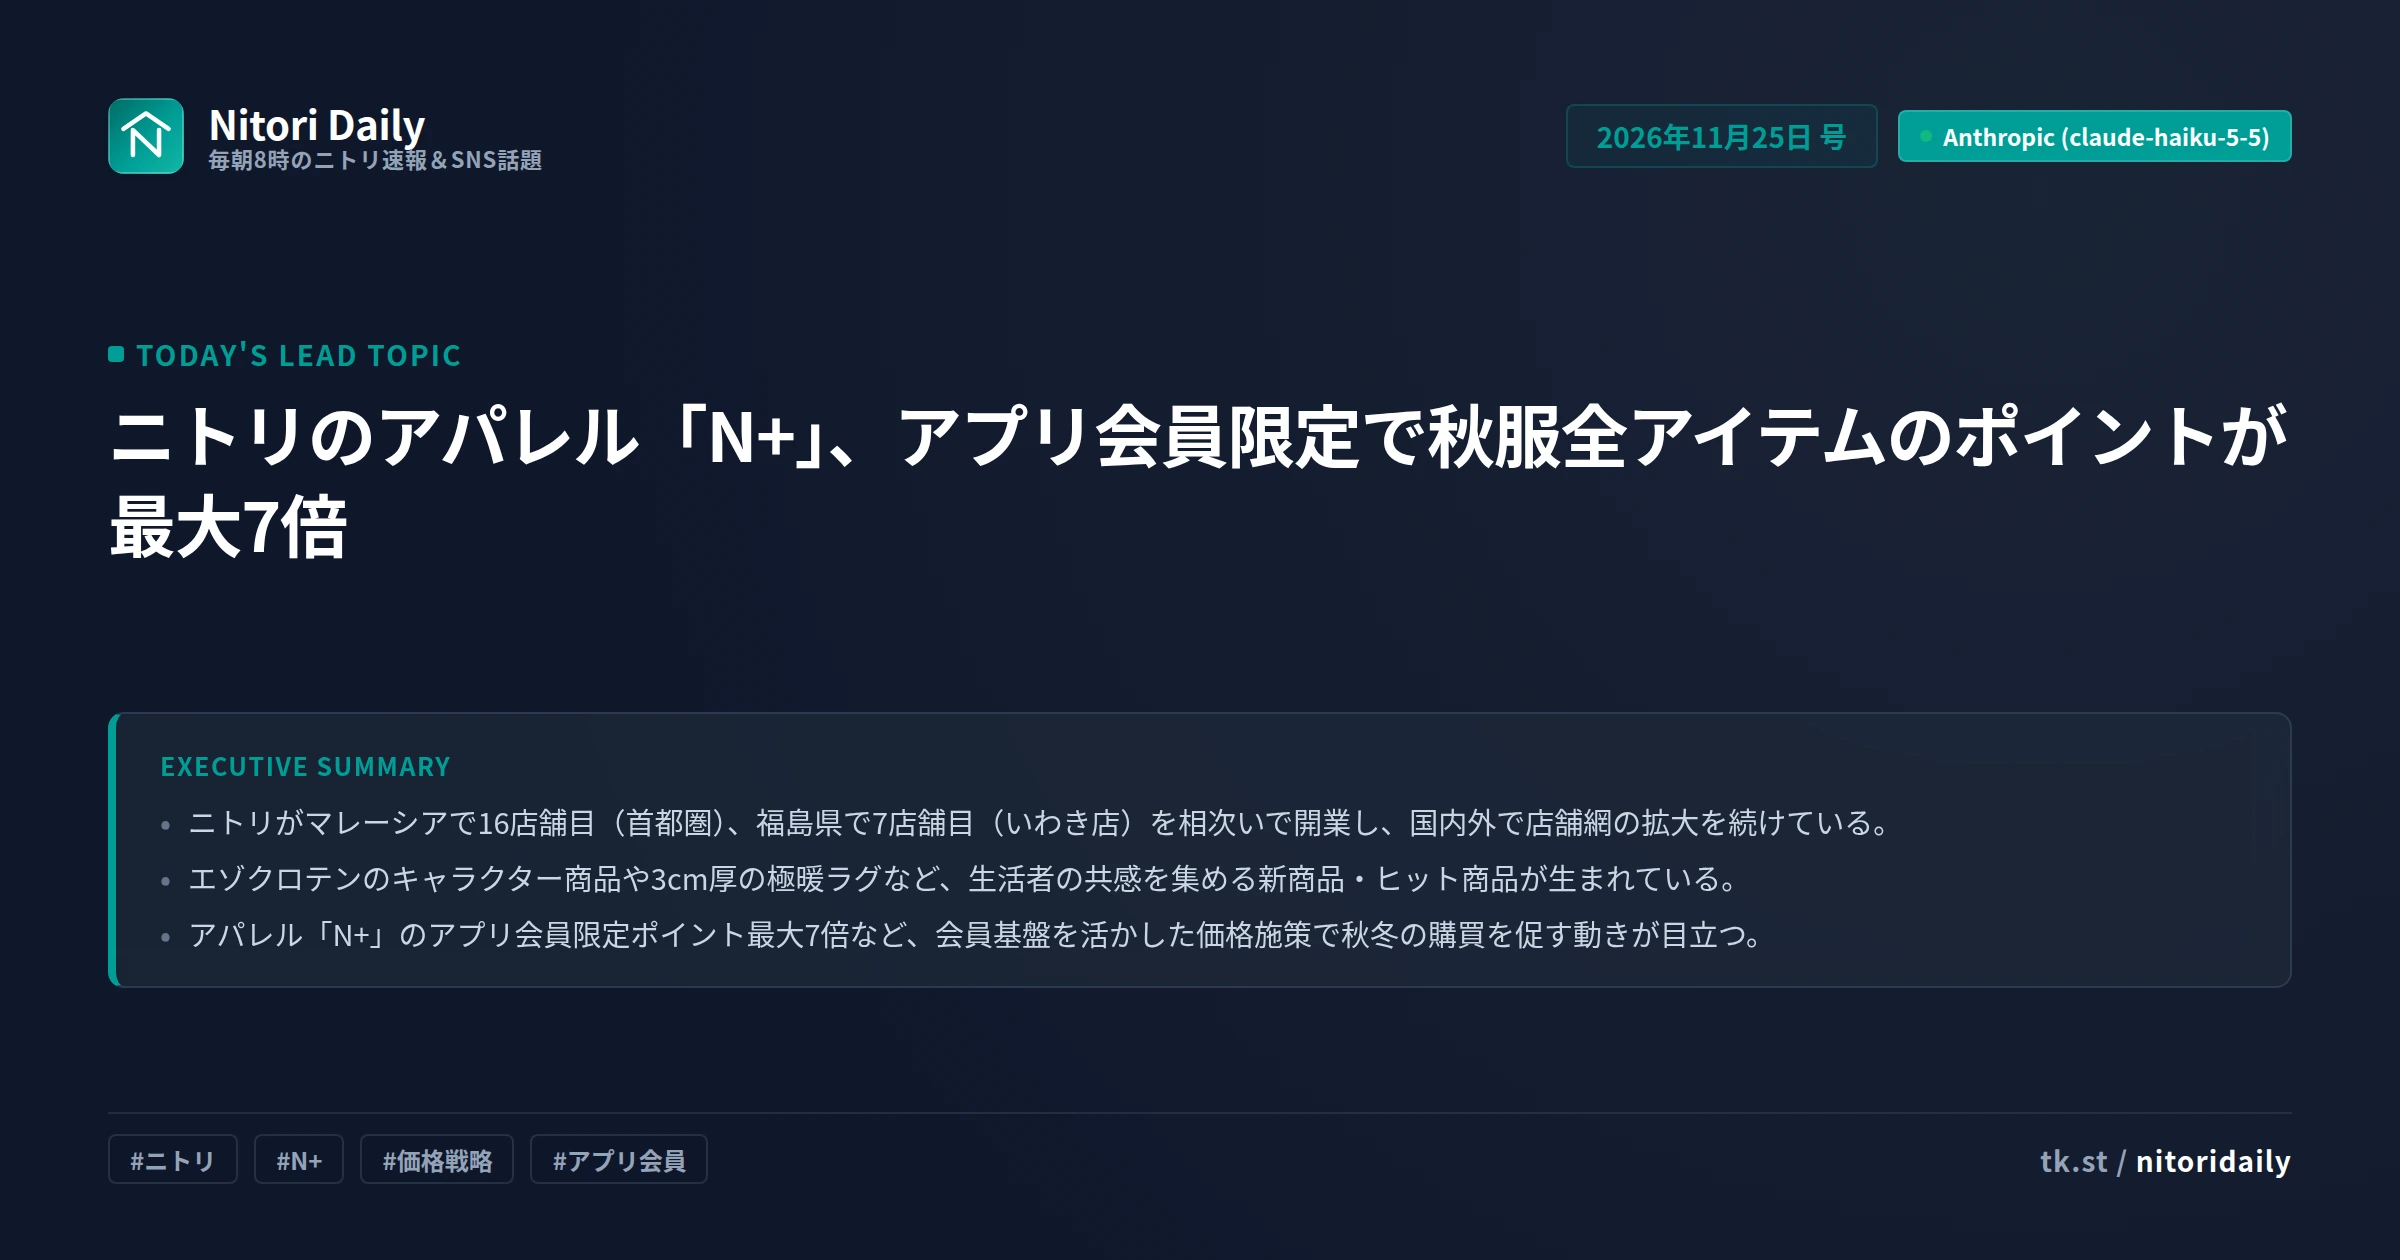 Nitori Daily
毎朝8時のニトリ速報＆SNS話題
2026年11月25日 号
Anthropic (claude-haiku-5-5)
TODAY'S LEAD TOPIC
ニトリのアパレル「N+」、アプリ会員限定で秋服全アイテムのポイントが
最大7倍
EXECUTIVE SUMMARY
• ニトリがマレーシアで16店舗目（首都圏）、福島県で7店舗目（いわき店）を相次いで開業し、国内外で店舗網の拡大を続けている。
• エゾクロテンのキャラクター商品や3cm厚の極暖ラグなど、生活者の共感を集める新商品・ヒット商品が生まれている。
• アパレル「N+」のアプリ会員限定ポイント最大7倍など、会員基盤を活かした価格施策で秋冬の購買を促す動きが目立つ。
#ニトリ #N+ #価格戦略 #アプリ会員
tk.st / nitoridaily